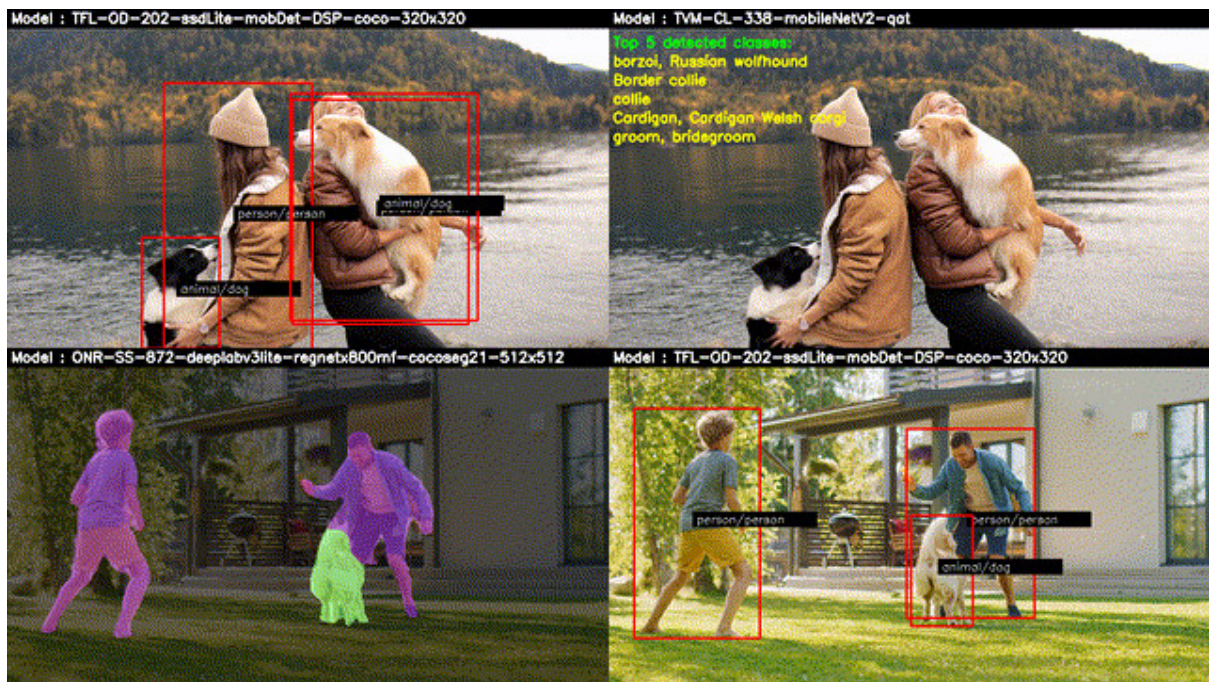 Model : TFL-OD-202-ssdLite-mobDet-DSP-coco-320x320
person/person
animal/dog
animal/dog
Model : TVM-CL-338-mobileNetV2-qat
Top 5 detected classes:
borzoi, Russian wolfhound
Border collie
collie
Cardigan, Cardigan Welsh corgi
groom, bridegroom
Model : ONR-SS-872-deeplabv3lite-regnetx800mf-cocoseg21-512x512
Model : TFL-OD-202-ssdLite-mobDet-DSP-coco-320x320
person/person
person/person
animal/dog